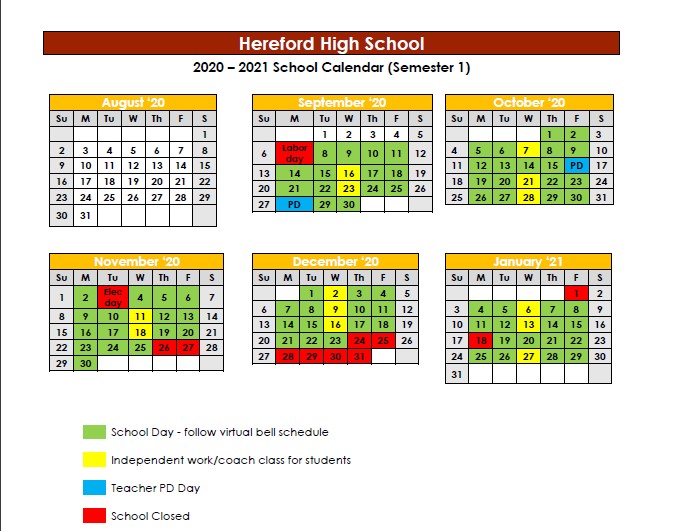 Hereford High School
2020 – 2021 School Calendar (Semester 1)
August '20
Su M Tu W Th F S
1
2 3 4 5 6 7 8
9 10 11 12 13 14 15
16 17 18 19 20 21 22
23 24 25 26 27 28 29
30 31
September '20
Su M Tu W Th F S
1 2 3 4 5
6 Labor day 8 9 10 11 12
13 14 15 16 17 18 19
20 21 22 23 24 25 26
27 PD 29 30
October '20
Su M Tu W Th F S
1 2 3
4 5 6 7 8 9 10
11 12 13 14 15 PD 17
18 19 20 21 22 23 24
25 26 27 28 29 30 31
November '20
Su M Tu W Th F S
1 2 Elec day 4 5 6 7
8 9 10 11 12 13 14
15 16 17 18 19 20 21
22 23 24 25 26 27 28
29 30
December '20
Su M Tu W Th F S
1 2 3 4 5
6 7 8 9 10 11 12
13 14 15 16 17 18 19
20 21 22 23 24 25 26
27 28 29 30 31
January '21
Su M Tu W Th F S
1 2
3 4 5 6 7 8 9
10 11 12 13 14 15 16
17 18 19 20 21 22 23
24 25 26 27 28 29 30
31
School Day - follow virtual bell schedule
Independent work/coach class for students
Teacher PD Day
School Closed